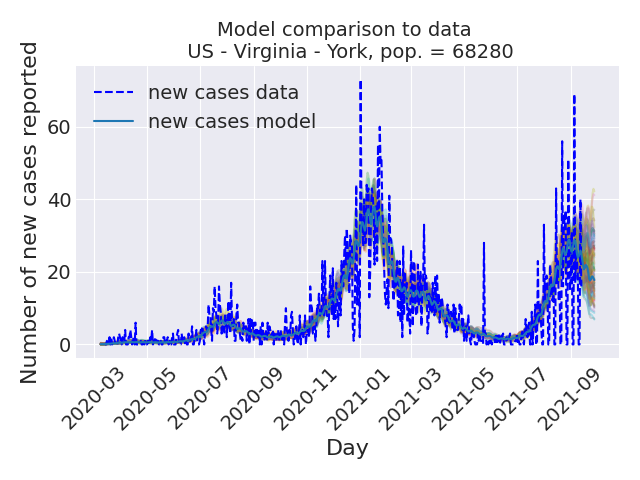 Model comparison to data
US - Virginia - York, pop. = 68280
new cases data
new cases model
Number of new cases reported
60
40
20
0
2020-03
2020-05
2020-07
2020-09
2020-11
2021-01
2021-03
2021-05
2021-07
2021-09
Day